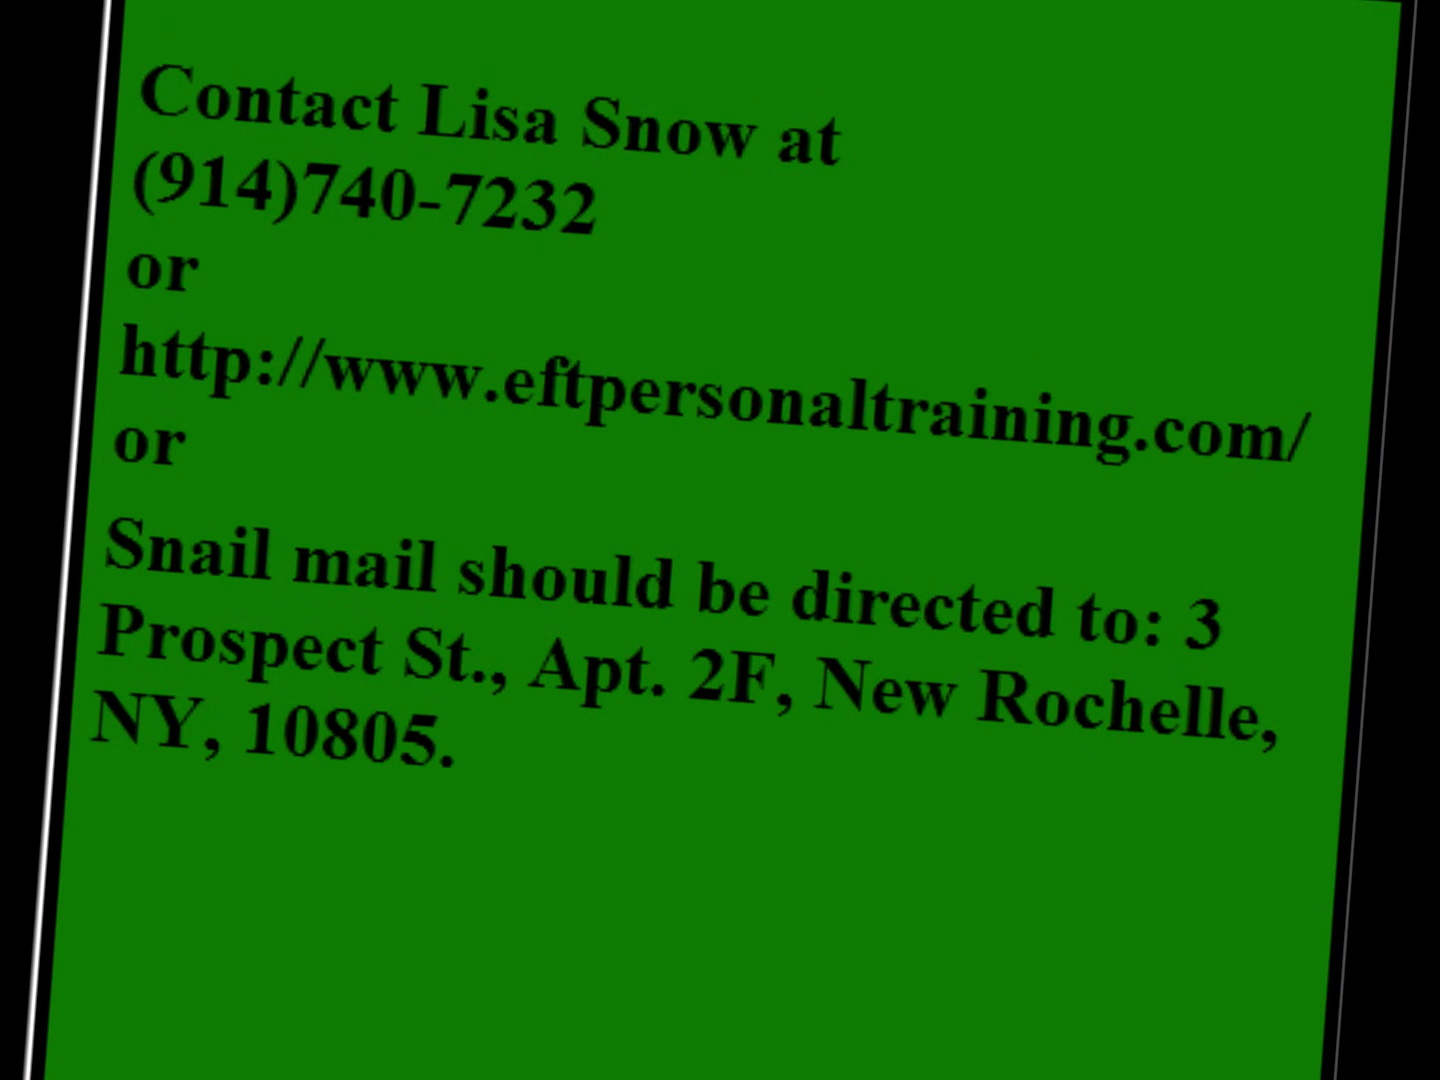 Contact Lisa Snow at
(914)740-7232
or
http://www.eftpersonaltraining.com/
or
Snail mail should be directed to: 3
Prospect St., Apt. 2F, New Rochelle,
NY, 10805.